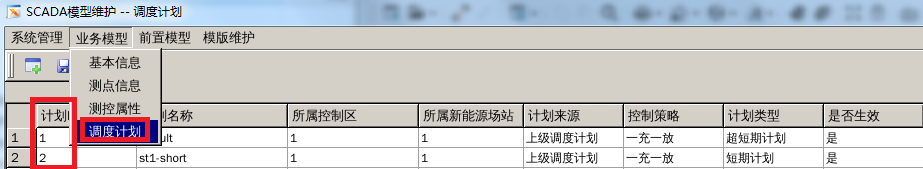 SCADA模型维护 -- 调度计划
系统管理 业务模型 前置模型 模版维护
基本信息
测点信息
测控属性
调度计划
计划 划名称 所属控制区 所属新能源场站 计划来源 控制策略 计划类型 是否生效
1 1 ult 1 1 上级调度计划 一充一放 超短期计划 是
2 2 st1-short 1 1 上级调度计划 一充一放 短期计划 是